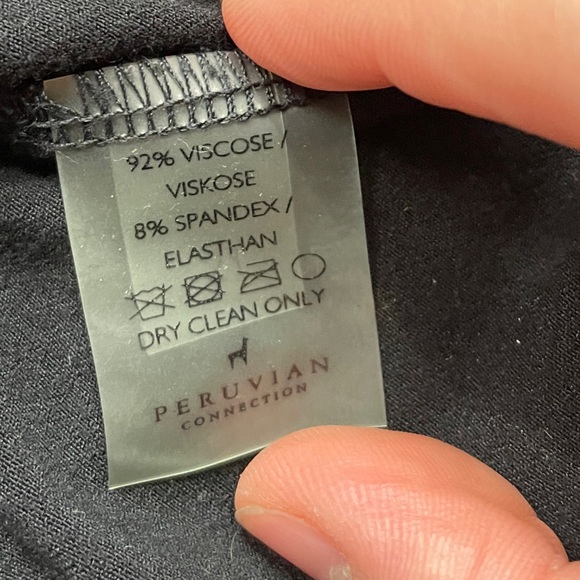 92% VISCOSE /
VISKOSE
8% SPANDEX /
ELASTHAN
DRY CLEAN ONLY
PERUVIAN
CONNECTION